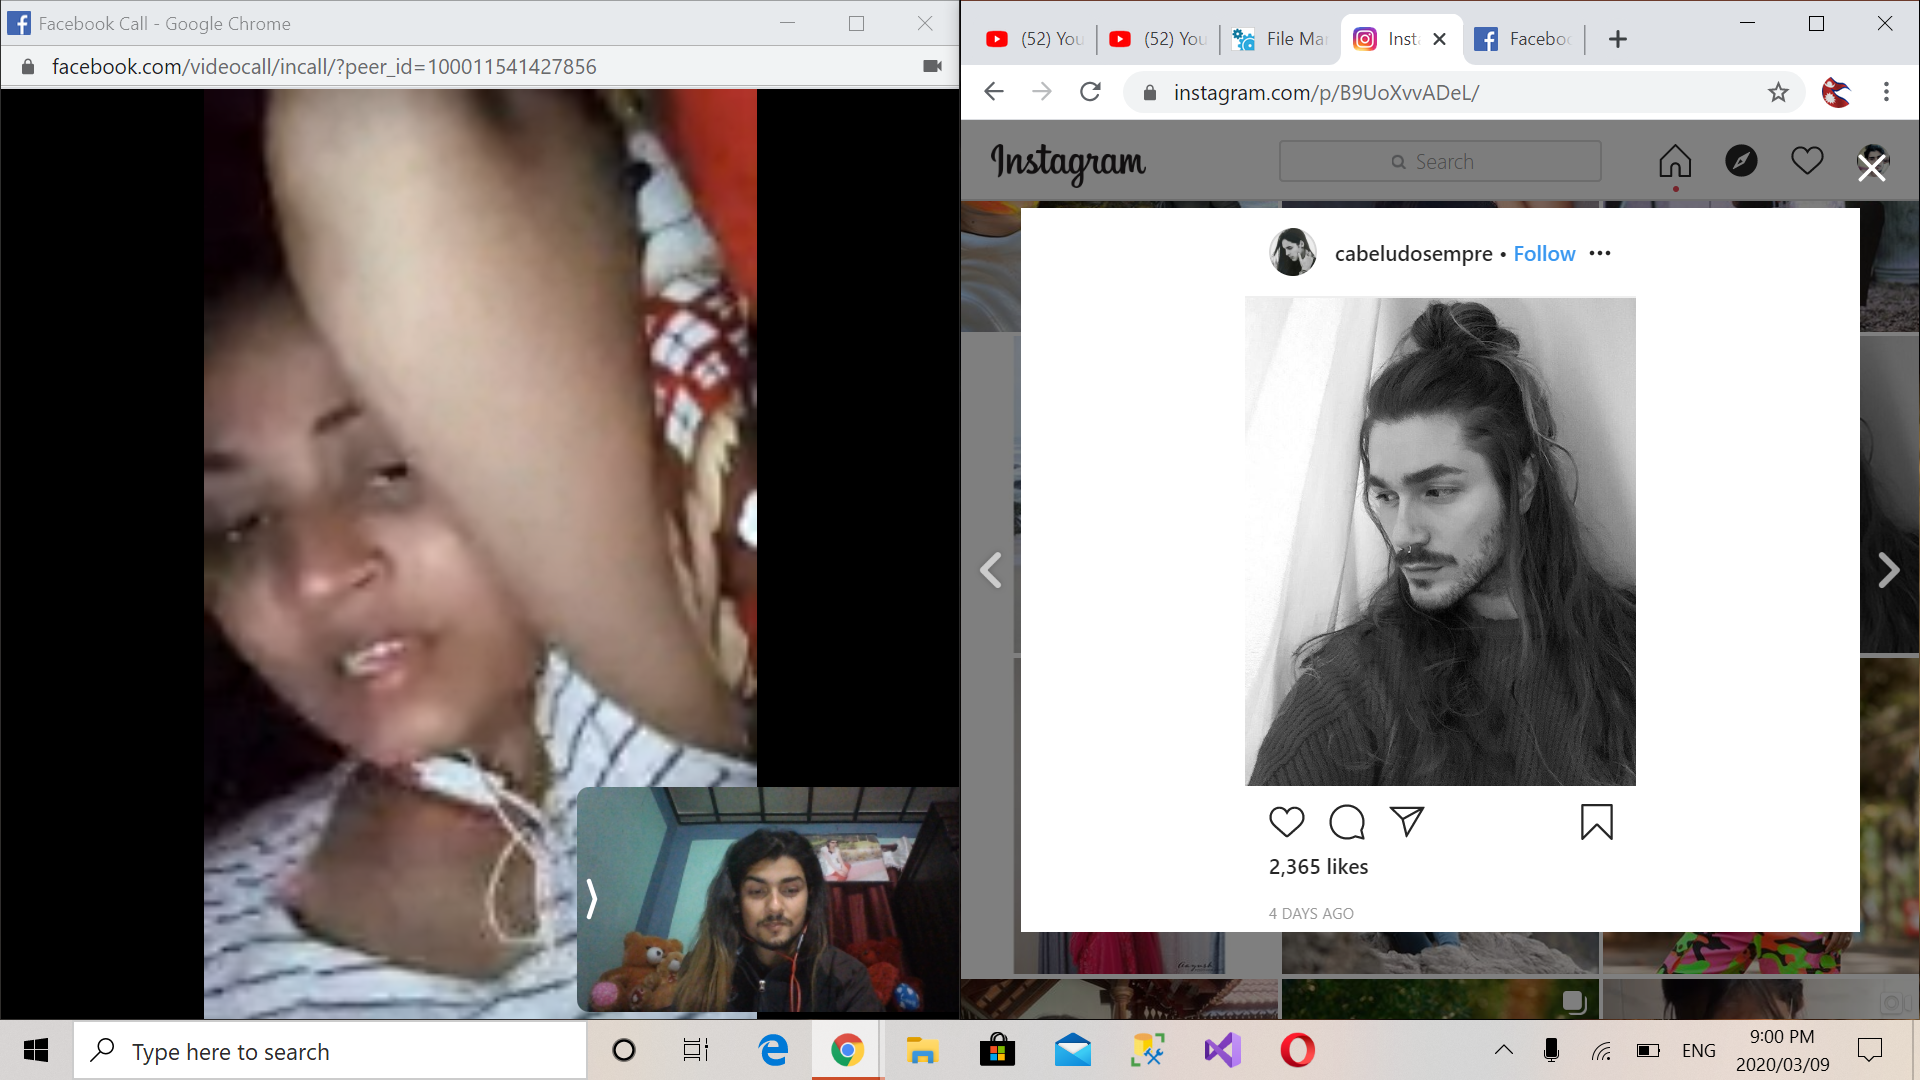 Facebook Call - Google Chrome
facebook.com/videocall/incall/?peer_id=100011541427856
(52) You
(52) You
File Ma
Inst
Faceboo
instagram.com/p/B9UoXvvADeL/
Instagram
Search
cabeludosempre • Follow
2,365 likes
4 DAYS AGO
Type here to search
ENG
9:00 PM
2020/03/09